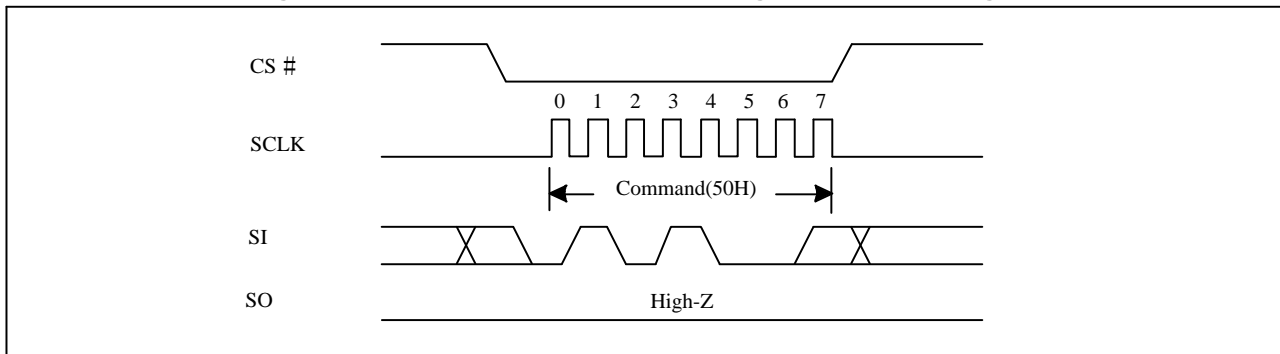 CS #
0 1 2 3 4 5 6 7
SCLK
Command(50H)
SI
SO
High-Z